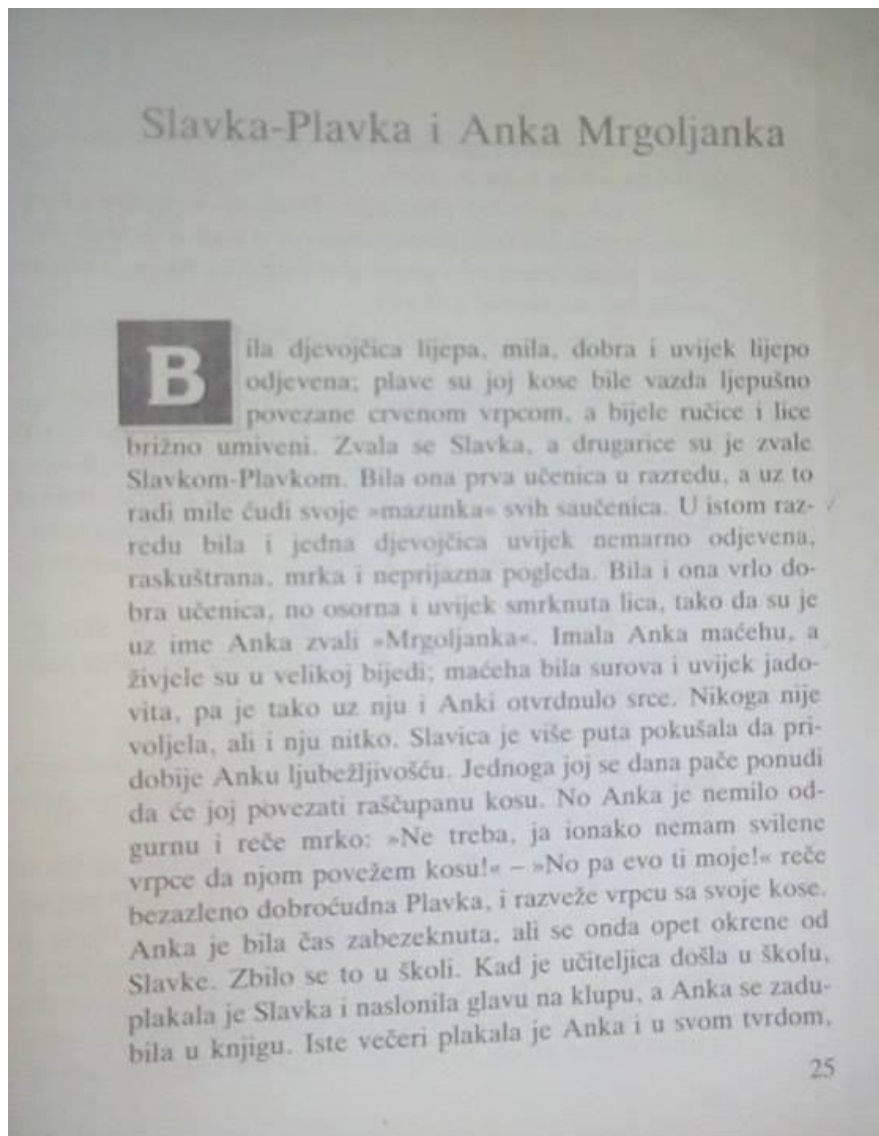 Slavka-Plavka i Anka Mrgoljanka
Bila djevojčica lijepa, mila, dobra i uvijek lijepo
odjevena; plave su joj kose bile vazda ljepušno
povezane crvenom vrpcom, a bijele ručice i lice
brižno umiveni. Zvala se Slavka, a drugarice su je zvale
Slavkom-Plavkom. Bila ona prva učenica u razredu, a uz to
radi mile ćudi svoje »mazunka« svih saučenica. U istom raz-
redu bila i jedna djevojčica uvijek nemarno odjevena,
raskuštrana, mrka i neprijazna pogleda. Bila i ona vrlo do-
bra učenica, no osorna i uvijek smrknuta lica, tako da su je
uz ime Anka zvali »Mrgoljanka«. Imala Anka maćehu, a
živjele su u velikoj bijedi; maćeha bila surova i uvijek jado-
vita, pa je tako uz nju i Anki otvrdnulo srce. Nikoga nije
voljela, ali i nju nitko. Slavica je više puta pokušala da pri-
dobije Anku ljubežljivošću. Jednoga joj se dana pače ponudi
da će joj povezati raščupanu kosu. No Anka je nemilo od-
gurnu i reče mrko: »Ne treba, ja ionako nemam svilene
vrpce da njom povežem kosu!« – »No pa evo ti moje!« reče
bezazleno dobroćudna Plavka, i razveže vrpcu sa svoje kose.
Anka je bila čas zabezeknuta, ali se onda opet okrene od
Slavke. Zbilo se to u školi. Kad je učiteljica došla u školu,
plakala je Slavka i naslonila glavu na klupu, a Anka se zadu-
bila u knjigu. Iste večeri plakala je Anka i u svom tvrdom,
25